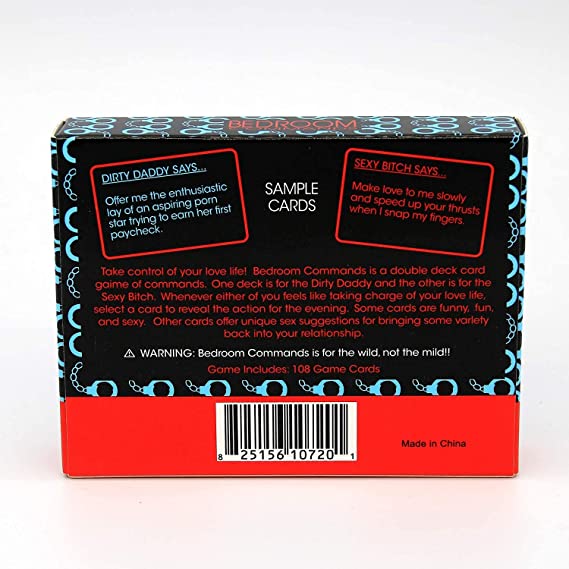 BEDROOM
DIRTY DADDY SAYS...
Offer me the enthusiastic
lay of an aspiring porn
star trying to earn her first
paycheck.
SAMPLE
CARDS
SEXY BITCH SAYS...
Make love to me slowly
and speed up your thrusts
when I snap my fingers.
Take control of your love life! Bedroom Commands is a double deck card
gaime of commands. One deck is for the Dirty Daddy and the other is for the
Sexy Bitch. Whenever either of you feels like taking charge of your love life,
select a card to reveal the action for the evening. Some cards are funny, fun,
and sexy. Other cards offer unique sex suggestions for bringing some variety
back into your relationship.
⚠ WARNING: Bedroom Commands is for the wild, not the mild!!
Game Includes: 108 Game Cards
8 25156 10720 1
Made in China